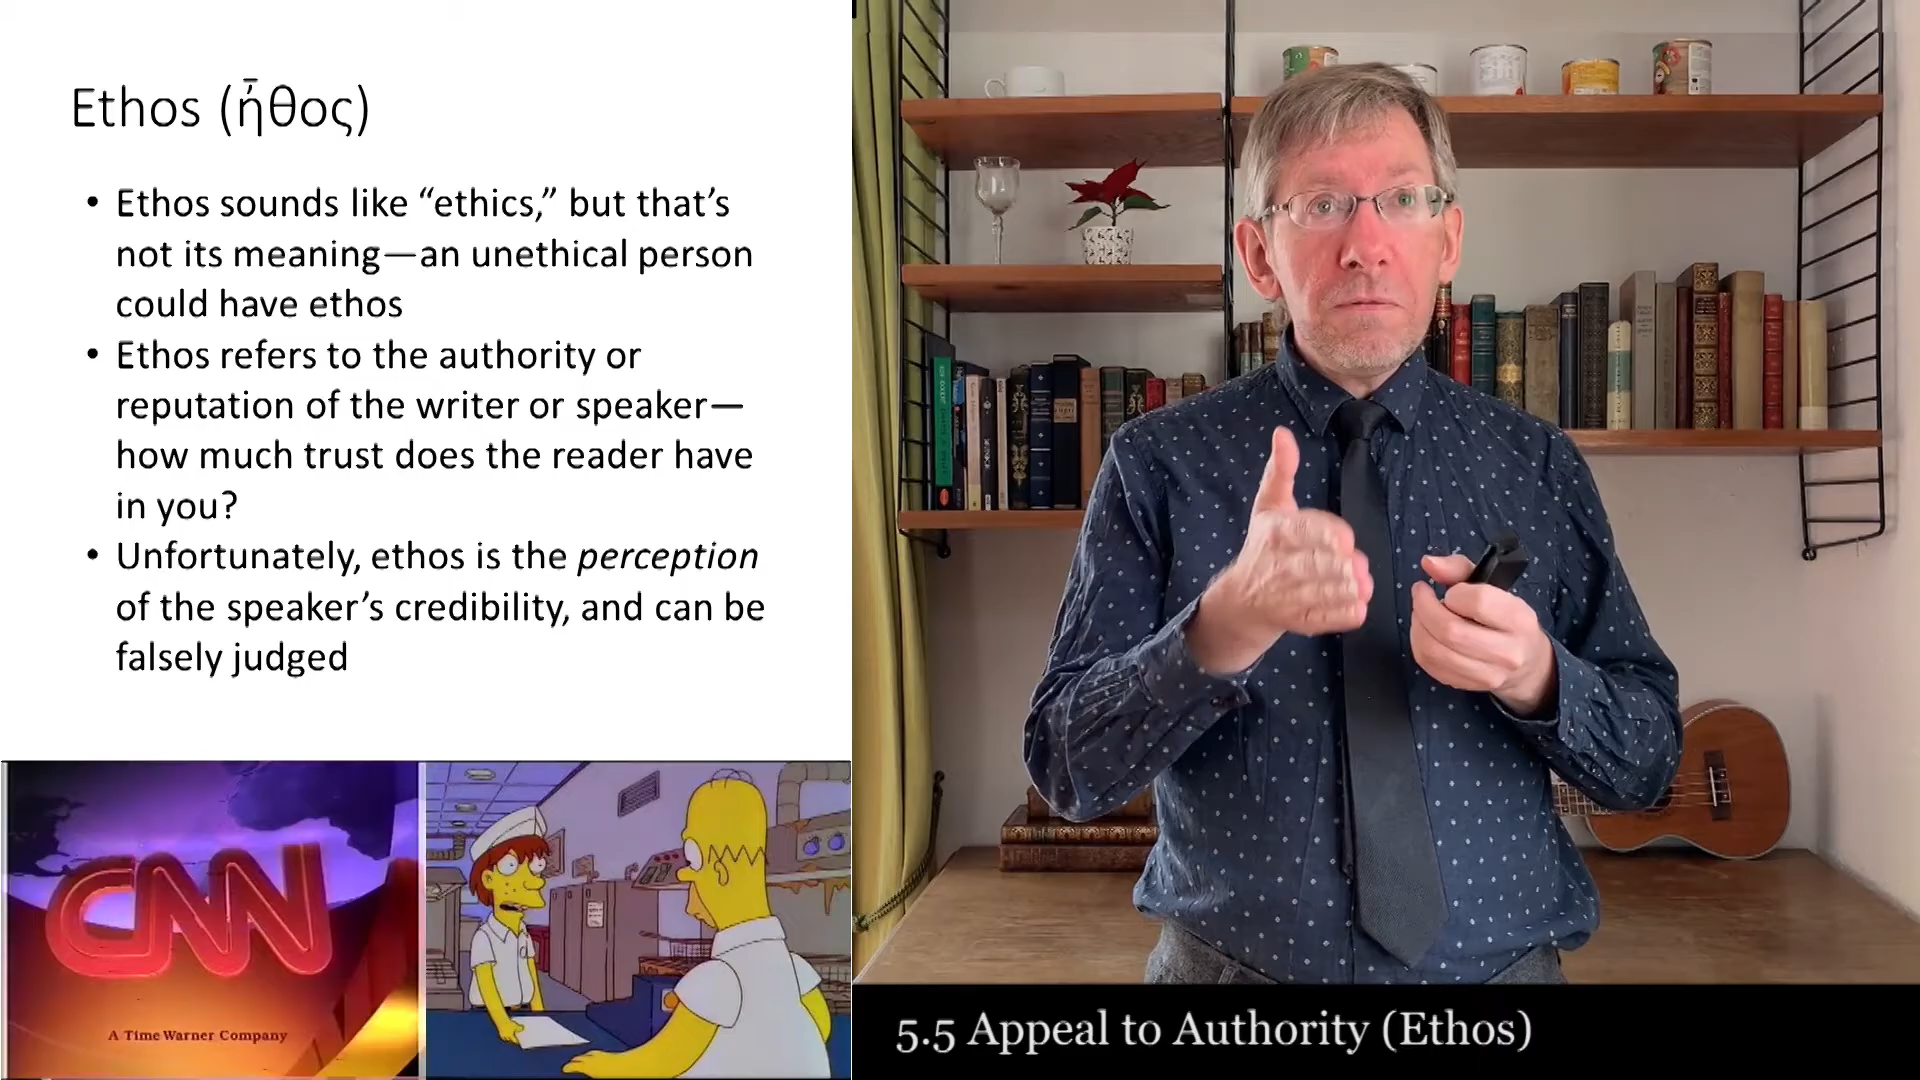 Ethos (ἦθος)
• Ethos sounds like “ethics,” but that’s
not its meaning—an unethical person
could have ethos
• Ethos refers to the authority or
reputation of the writer or speaker—
how much trust does the reader have
in you?
• Unfortunately, ethos is the perception
of the speaker’s credibility, and can be
falsely judged
CNN
A Time Warner Company
5.5 Appeal to Authority (Ethos)